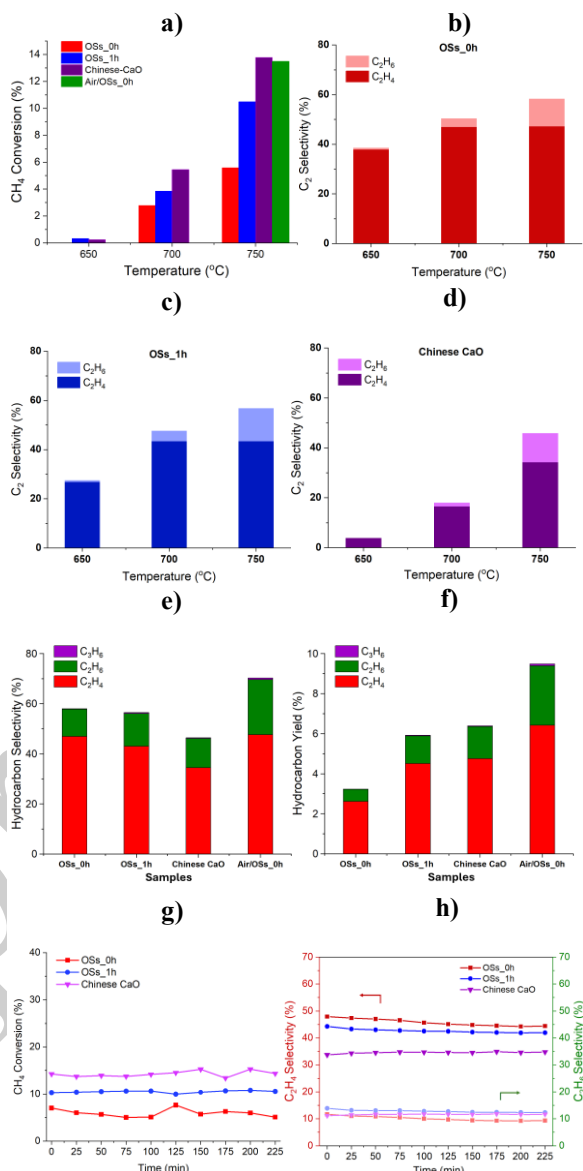 a)
b)
OSs_0h
OSs_1h
Chinese-CaO
Air/OSs_0h
CH₄ Conversion (%)
14
12
10
8
6
4
2
0
650
700
750
Temperature (°C)
OSs_0h
C₂H₆
C₂H₄
C₂ Selectivity (%)
80
60
40
20
0
650
700
750
Temperature (°C)
c)
d)
OSs_1h
C₂H₆
C₂H₄
C₂ Selectivity (%)
80
60
40
20
0
650
700
750
Temperature (°C)
Chinese CaO
C₂H₆
C₂H₄
C₂ Selectivity (%)
80
60
40
20
0
650
700
750
Temperature (°C)
e)
f)
C₃H₆
C₂H₆
C₂H₄
Hydrocarbon Selectivity (%)
80
60
40
20
0
OSs_0h
OSs_1h
Chinese CaO
Air/OSs_0h
Samples
C₃H₆
C₂H₆
C₂H₄
Hydrocarbon Yield (%)
10
8
6
4
2
0
OSs_0h
OSs_1h
Chinese CaO
Air/OSs_0h
Samples
g)
h)
OSs_0h
OSs_1h
Chinese CaO
CH₄ Conversion (%)
40
30
20
10
0
0 25 50 75 100 125 150 175 200 225
Time (min)
OSs_0h
OSs_1h
Chinese CaO
C₂H₄ Selectivity (%)
70
60
50
40
30
20
10
0
C₂H₆ Selectivity (%)
70
60
50
40
30
20
10
0
0 25 50 75 100 125 150 175 200 225
Time (min)